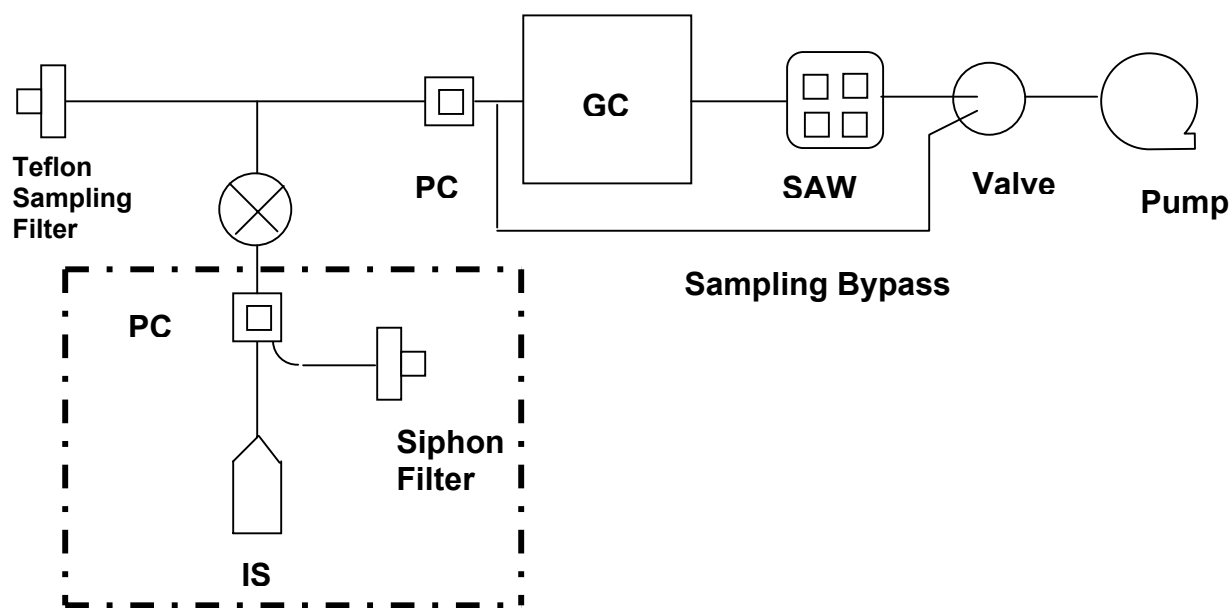 GC
Teflon
Sampling
Filter
PC
SAW
Valve
Pump
Sampling Bypass
PC
Siphon
Filter
IS